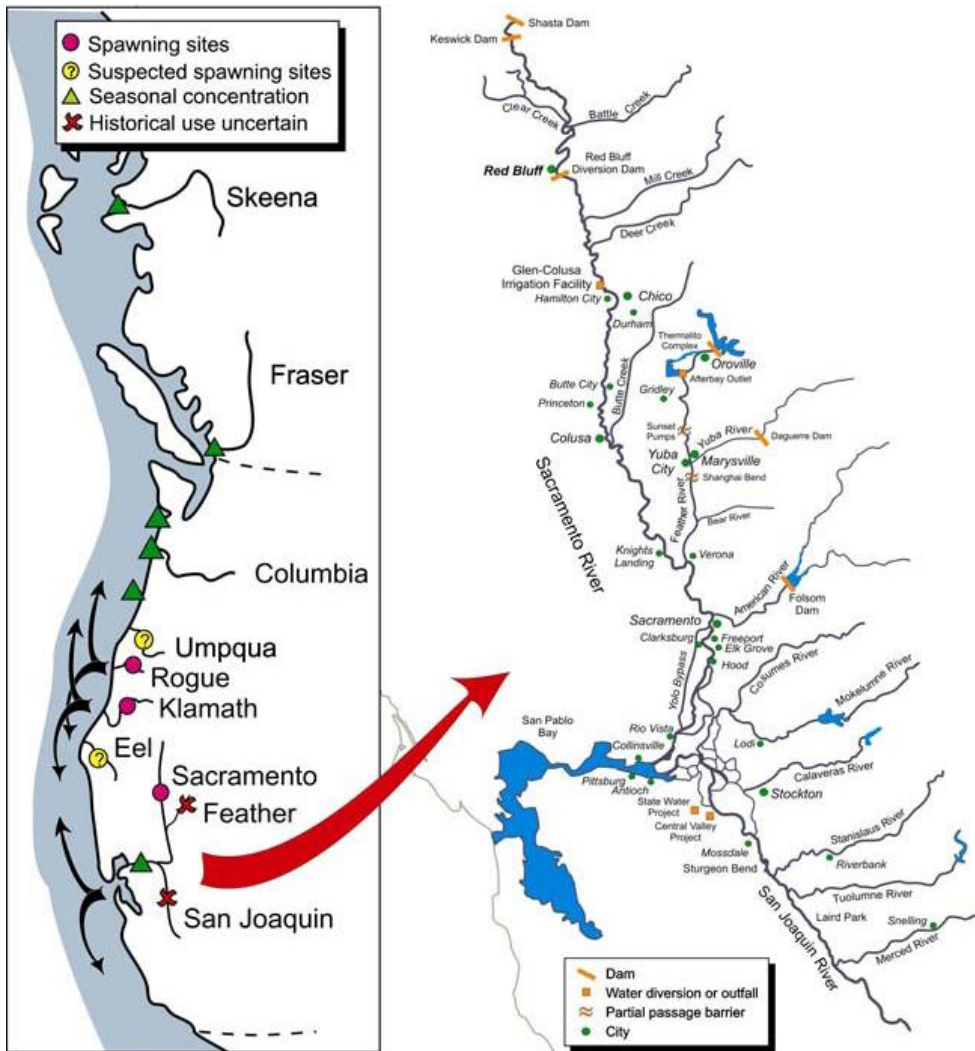 Spawning sites
? Suspected spawning sites
Seasonal concentration
Historical use uncertain
Skeena
Fraser
Columbia
?
Umpqua
Rogue
Klamath
Eel
?
Sacramento
Feather
San Joaquin
Shasta Dam
Keswick Dam
Clear Creek
Battle Creek
Red Bluff
Red Bluff
Diversion Dam
Mill Creek
Deer Creek
Glen-Colusa
Irrigation Facility
Hamilton City
Chico
Durham
Thermalito
Complex
Oroville
Afterbay Outlet
Butte City
Butte Creek
Gridley
Princeton
Colusa
Sunset
Pumps
Yuba River
Daguerre Dam
Yuba
City
Marysville
Shanghai Bend
Sacramento River
Feather River
Bear River
Knights
Landing
Verona
American River
Folsom
Dam
Sacramento
Clarksburg
Freeport
Elk Grove
Hood
Yolo Bypass
Cosumes River
Mokelumne River
San Pablo
Bay
Rio Vista
Collinsville
Lodi
Calaveras River
Pittsburg
Antioch
Stockton
State Water
Project
Central Valley
Project
Stanislaus River
Mossdale
Riverbank
Sturgeon Bend
Tuolumne River
San Joaquin River
Laird Park
Snelling
Merced River
Dam
Water diversion or outfall
Partial passage barrier
City